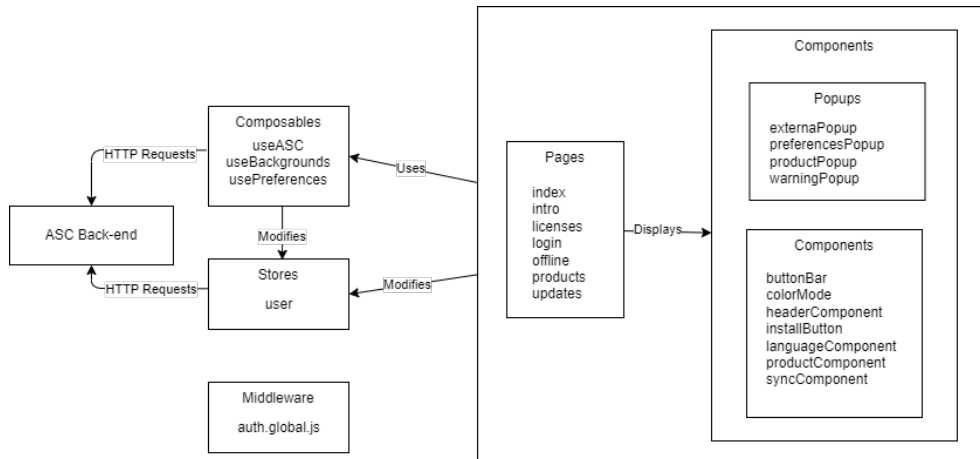 Components
Popups
externaPopup
preferencesPopup
productPopup
warningPopup
Composables
useASC
useBackgrounds
usePreferences
HTTP Requests
Uses
Pages
index
intro
licenses
login
offline
products
updates
Displays
ASC Back-end
Modifies
Components
buttonBar
colorMode
headerComponent
installButton
languageComponent
productComponent
syncComponent
Stores
user
HTTP Requests
Modifies
Middleware
auth.global.js